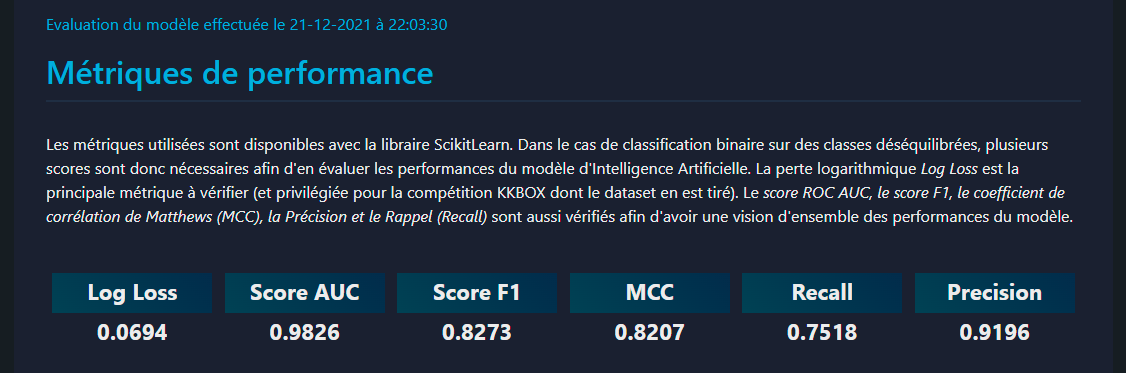 Evaluation du modèle effectuée le 21-12-2021 à 22:03:30
Métriques de performance
Les métriques utilisées sont disponibles avec la libraire ScikitLearn. Dans le cas de classification binaire sur des classes déséquilibrées, plusieurs
scores sont donc nécessaires afin d'en évaluer les performances du modèle d'Intelligence Artificielle. La perte logarithmique Log Loss est la
principale métrique à vérifier (et privilégiée pour la compétition KKBOX dont le dataset en est tiré). Le score ROC AUC, le score F1, le coefficient de
corrélation de Matthews (MCC), la Précision et le Rappel (Recall) sont aussi vérifiés afin d'avoir une vision d'ensemble des performances du modèle.
Log Loss Score AUC Score F1 MCC Recall Precision
0.0694 0.9826 0.8273 0.8207 0.7518 0.9196